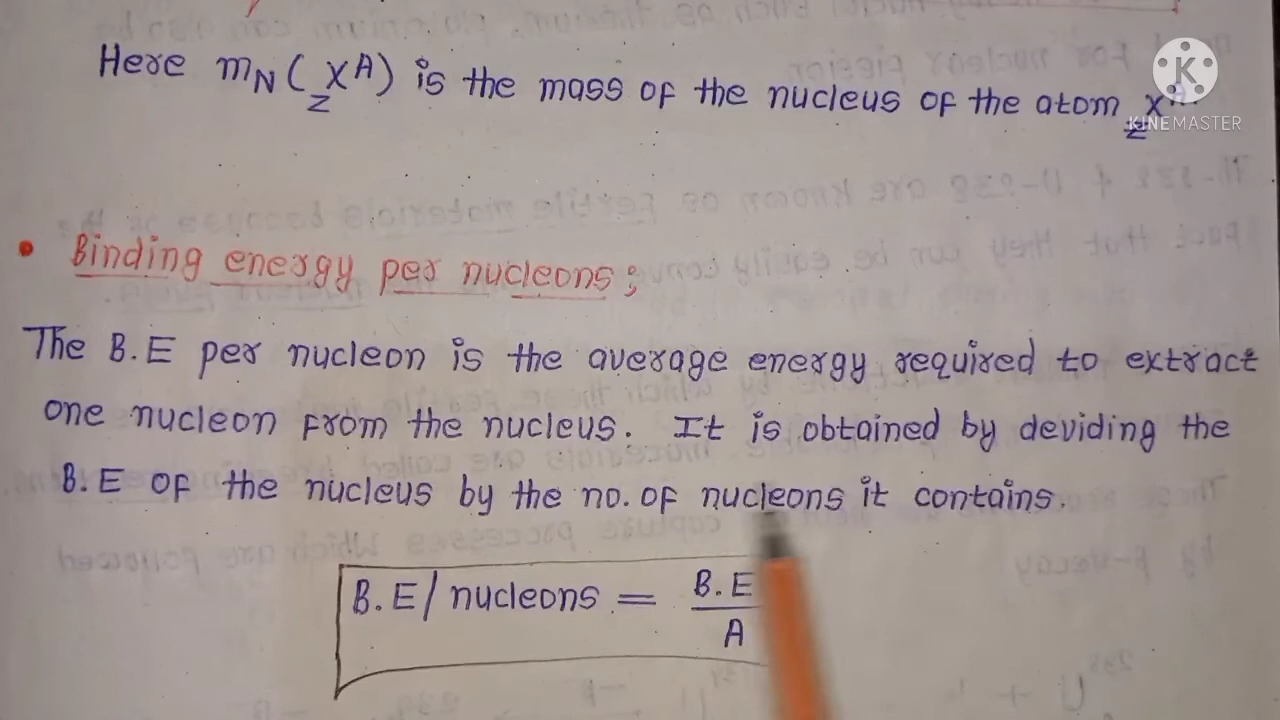 Here mN(zXA) is the mass of the nucleus of the atom zXA.
KINEMASTER
• Binding energy per nucleons;
The B.E per nucleon is the average energy required to extract
one nucleon from the nucleus. It is obtained by deviding the
B.E of the nucleus by the no. of nucleons it contains.
B.E/nucleons = B.E
A